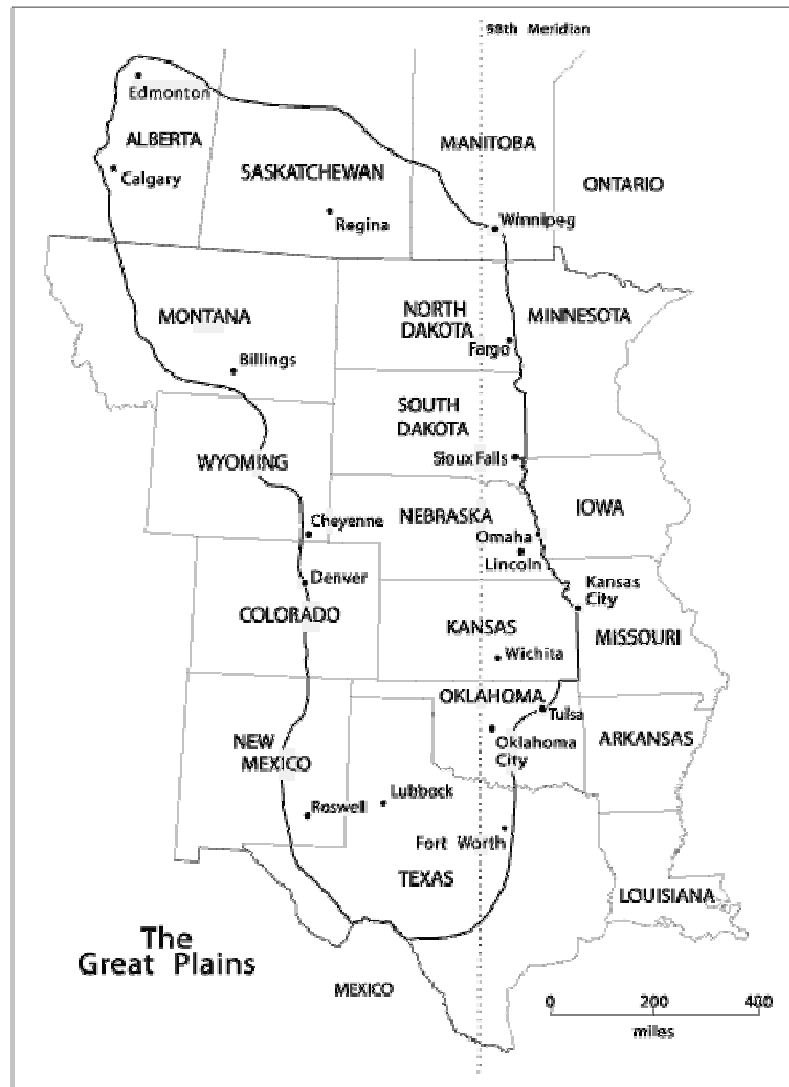 98th Meridian
Edmonton
ALBERTA
MANITOBA
Calgary
SASKATCHEWAN
ONTARIO
Regina
Winnipeg
MONTANA
NORTH
DAKOTA
MINNESOTA
Fargo
Billings
SOUTH
DAKOTA
WYOMING
Sioux Falls
NEBRASKA
IOWA
Cheyenne
Omaha
Lincoln
Denver
Kansas
City
COLORADO
KANSAS
MISSOURI
Wichita
OKLAHOMA
Tulsa
NEW
MEXICO
Oklahoma
City
ARKANSAS
Roswell
Lubbock
Fort Worth
TEXAS
LOUISIANA
The
Great Plains
MEXICO
0 200 400
miles